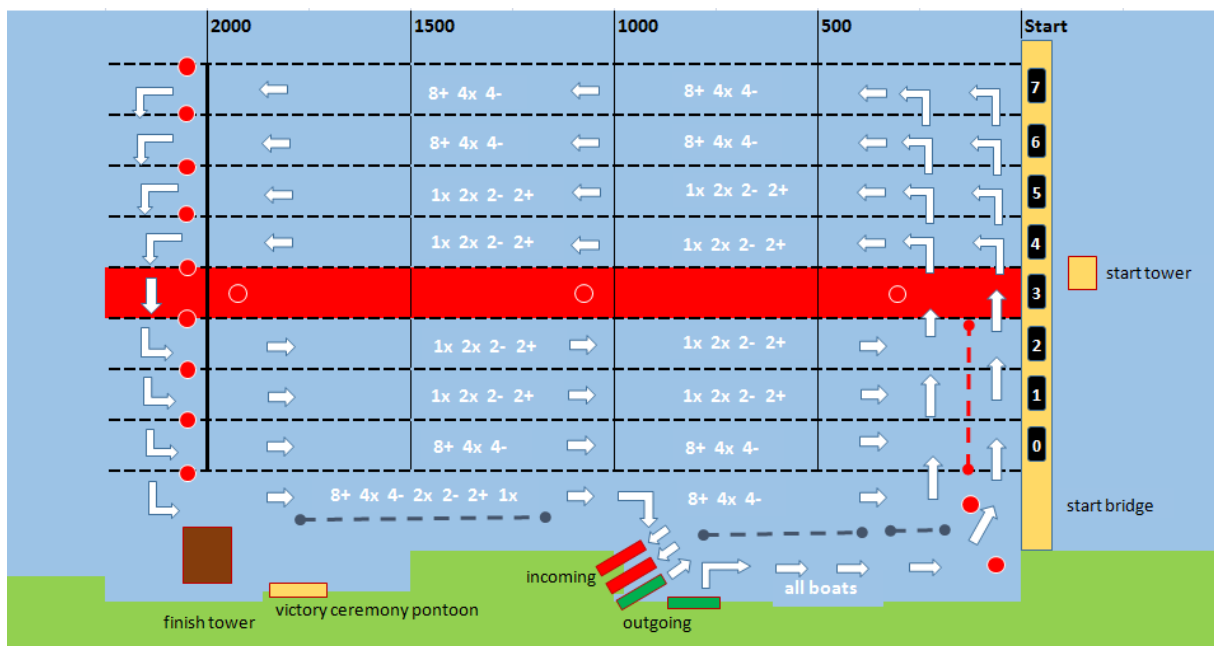 2000 1500 1000 500 Start
8+ 4x 4- 8+ 4x 4- 7
8+ 4x 4- 8+ 4x 4- 6
1x 2x 2- 2+ 1x 2x 2- 2+ 5
1x 2x 2- 2+ 1x 2x 2- 2+ 4
3 start tower
1x 2x 2- 2+ 1x 2x 2- 2+ 2
1x 2x 2- 2+ 1x 2x 2- 2+ 1
8+ 4x 4- 8+ 4x 4- 0
8+ 4x 4- 2x 2- 2+ 1x 8+ 4x 4-
start bridge
incoming
all boats
victory ceremony pontoon
finish tower outgoing